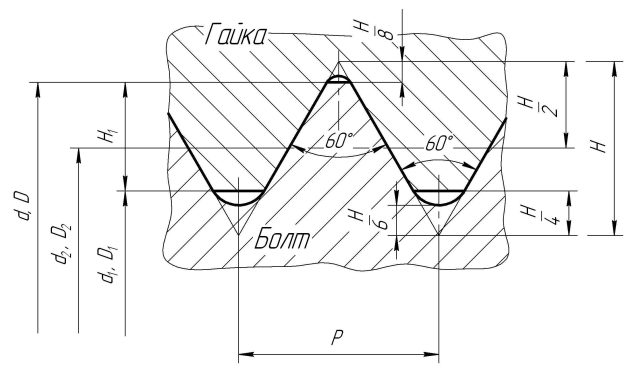 Гайка
H/8
H/2
H
H₁
60°
60°
d, D
d₂, D₂
d₁, D₁
H/6
H/4
Болт
P